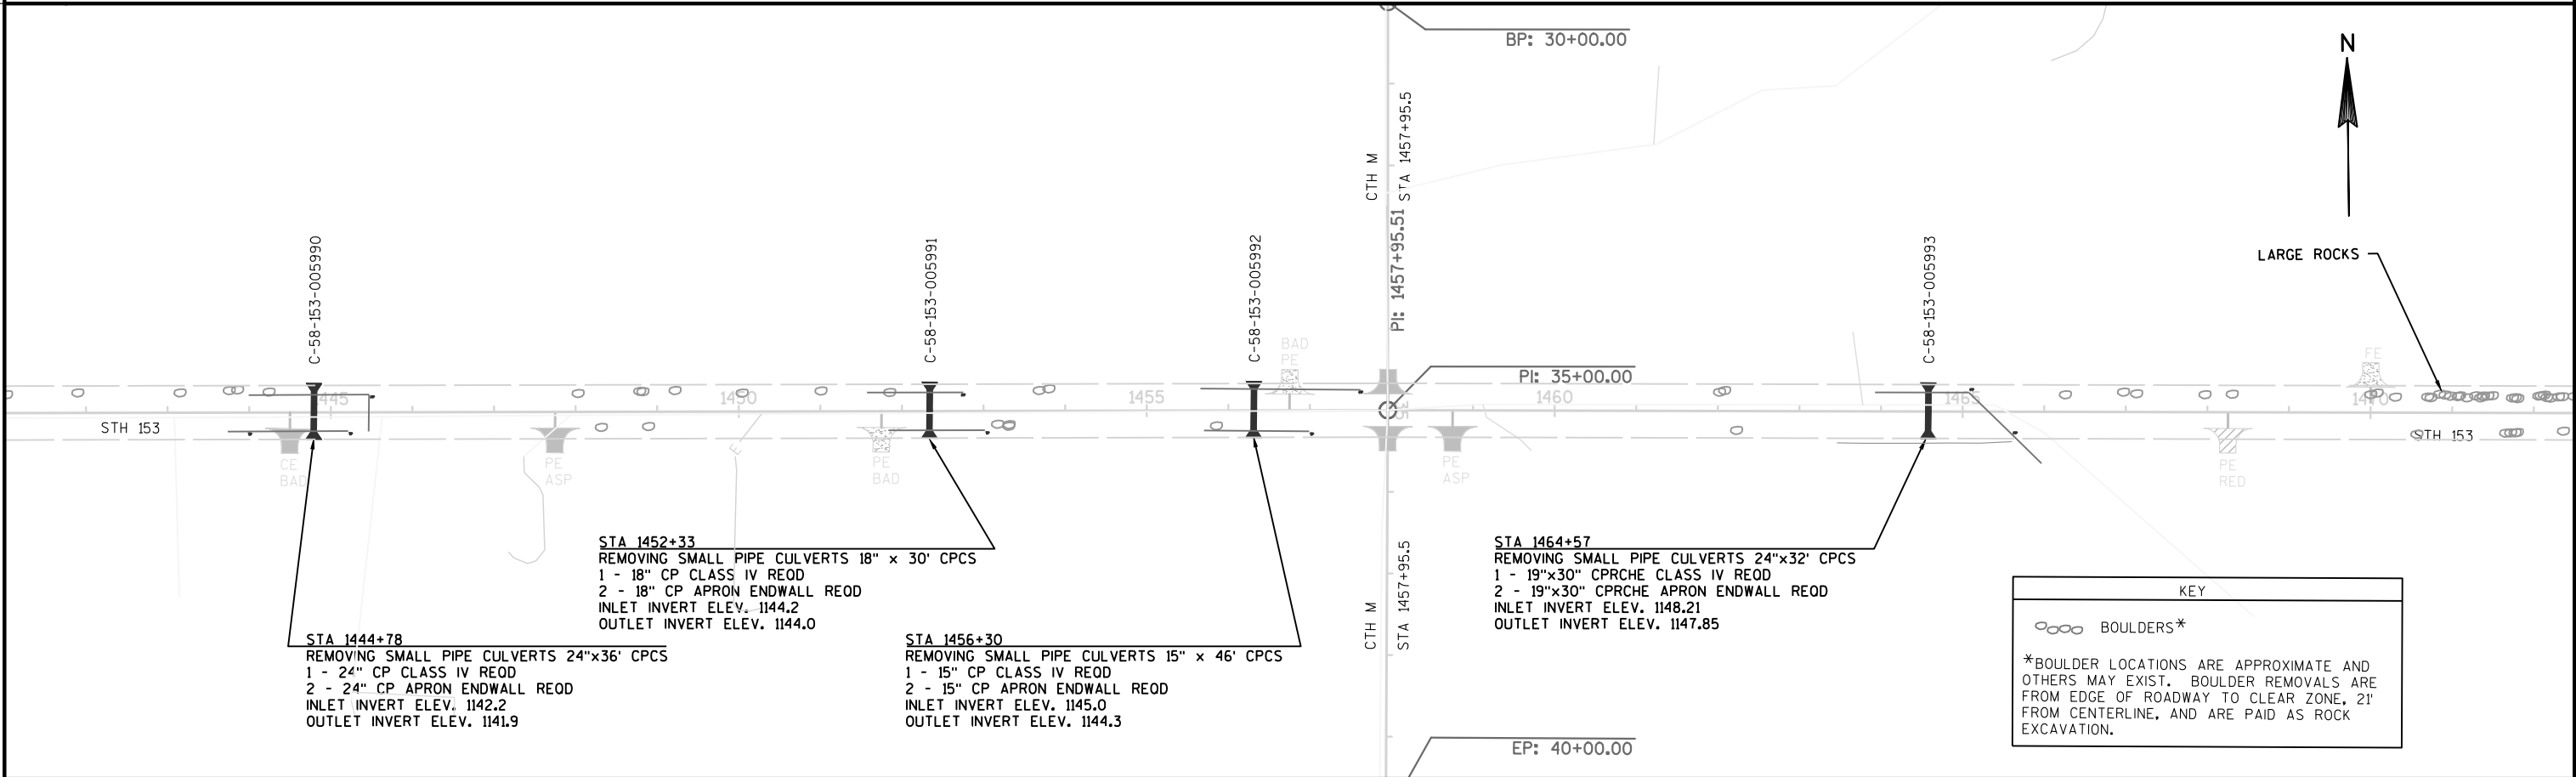 BP: 30+00.00
N
CTH M
STA 1457+95.5
PI: 1457+95.51
C-58-153-005990
C-58-153-005991
C-58-153-005992
C-58-153-005993
LARGE ROCKS
BAD
PE
PI: 35+00.00
FE
1445
1450
1455
35
1460
1465
1470
STH 153
STH 153
CE
BAD
PE
ASP
PE
BAD
E
PE
ASP
PE
RED
STA 1452+33
REMOVING SMALL PIPE CULVERTS 18" x 30' CPCS
1 - 18" CP CLASS IV REQD
2 - 18" CP APRON ENDWALL REQD
INLET INVERT ELEV. 1144.2
OUTLET INVERT ELEV. 1144.0
STA 1464+57
REMOVING SMALL PIPE CULVERTS 24"x32' CPCS
1 - 19"x30" CPRCHE CLASS IV REQD
2 - 19"x30" CPRCHE APRON ENDWALL REQD
INLET INVERT ELEV. 1148.21
OUTLET INVERT ELEV. 1147.85
STA 1444+78
REMOVING SMALL PIPE CULVERTS 24"x36' CPCS
1 - 24" CP CLASS IV REQD
2 - 24" CP APRON ENDWALL REQD
INLET INVERT ELEV. 1142.2
OUTLET INVERT ELEV. 1141.9
STA 1456+30
REMOVING SMALL PIPE CULVERTS 15" x 46' CPCS
1 - 15" CP CLASS IV REQD
2 - 15" CP APRON ENDWALL REQD
INLET INVERT ELEV. 1145.0
OUTLET INVERT ELEV. 1144.3
CTH M
STA 1457+95.5
KEY
BOULDERS*
*BOULDER LOCATIONS ARE APPROXIMATE AND
OTHERS MAY EXIST. BOULDER REMOVALS ARE
FROM EDGE OF ROADWAY TO CLEAR ZONE, 21'
FROM CENTERLINE, AND ARE PAID AS ROCK
EXCAVATION.
EP: 40+00.00